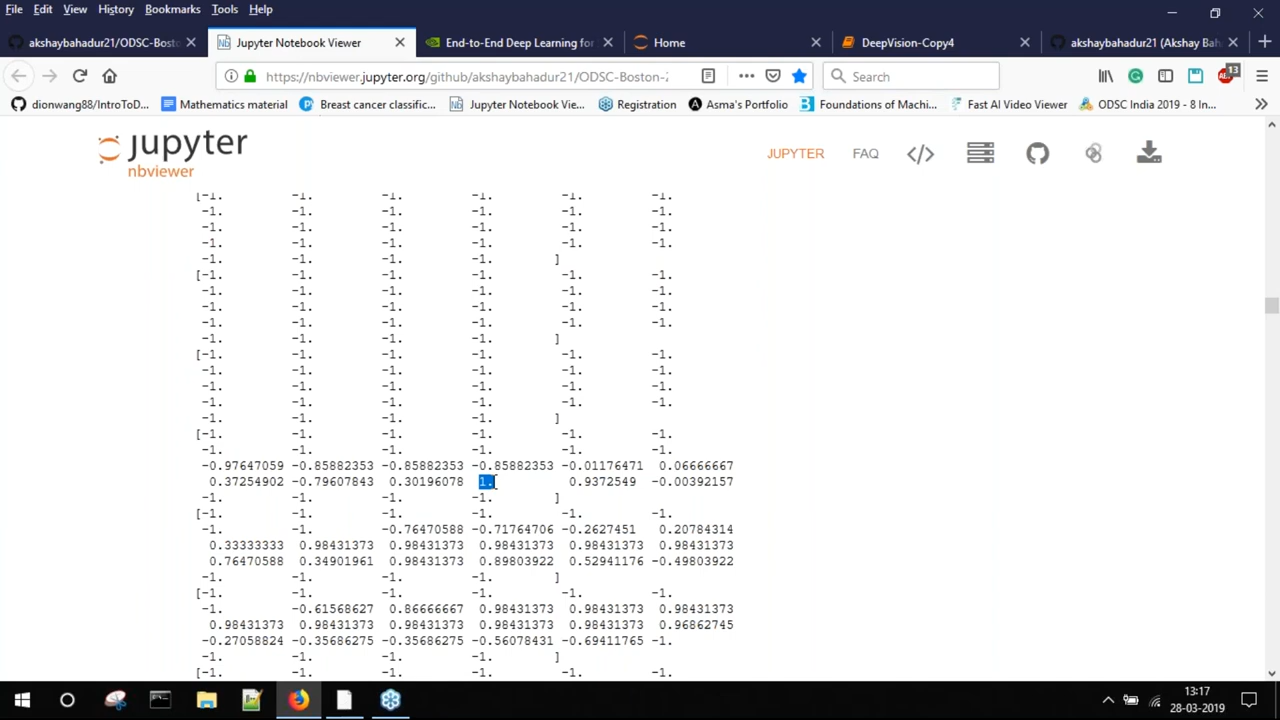 File Edit View History Bookmarks Tools Help
akshaybahadur21/ODSC-Bosto
Jupyter Notebook Viewer
End-to-End Deep Learning for
Home
DeepVision-Copy4
akshaybahadur21 (Akshay Bah
https://nbviewer.jupyter.org/github/akshaybahadur21/ODSC-Boston-2
Search
13
dionwang88/IntroToD...
Mathematics material
Breast cancer classific...
Jupyter Notebook Vie...
Registration
Asma's Portfolio
Foundations of Machi...
Fast AI Video Viewer
ODSC India 2019 - 8 In...
jupyter
nbviewer
JUPYTER FAQ
[-1. -1. -1. -1. -1. -1.
-1. -1. -1. -1. -1. -1.
-1. -1. -1. -1. -1. -1.
-1. -1. -1. -1. -1. -1.
-1. -1. -1. -1. ]
[-1. -1. -1. -1. -1. -1.
-1. -1. -1. -1. -1. -1.
-1. -1. -1. -1. -1. -1.
-1. -1. -1. -1. -1. -1.
-1. -1. -1. -1. ]
[-1. -1. -1. -1. -1. -1.
-1. -1. -1. -1. -1. -1.
-1. -1. -1. -1. -1. -1.
-1. -1. -1. -1. -1. -1.
-1. -1. -1. -1. ]
[-1. -1. -1. -1. -1. -1.
-1. -1. -1. -1. -1. -1.
-0.97647059 -0.85882353 -0.85882353 -0.85882353 -0.01176471 0.06666667
0.37254902 -0.79607843 0.30196078 1. 0.9372549 -0.00392157
-1. -1. -1. -1. ]
[-1. -1. -1. -1. -1. -1.
-1. -1. -0.76470588 -0.71764706 -0.2627451 0.20784314
0.33333333 0.98431373 0.98431373 0.98431373 0.98431373 0.98431373
0.76470588 0.34901961 0.98431373 0.89803922 0.52941176 -0.49803922
-1. -1. -1. -1. ]
[-1. -1. -1. -1. -1. -1.
-1. -0.61568627 0.86666667 0.98431373 0.98431373 0.98431373
0.98431373 0.98431373 0.98431373 0.98431373 0.98431373 0.96862745
-0.27058824 -0.35686275 -0.35686275 -0.56078431 -0.69411765 -1.
-1. -1. -1. -1. ]
[-1. -1. -1. -1. -1. -1.
13:17
28-03-2019